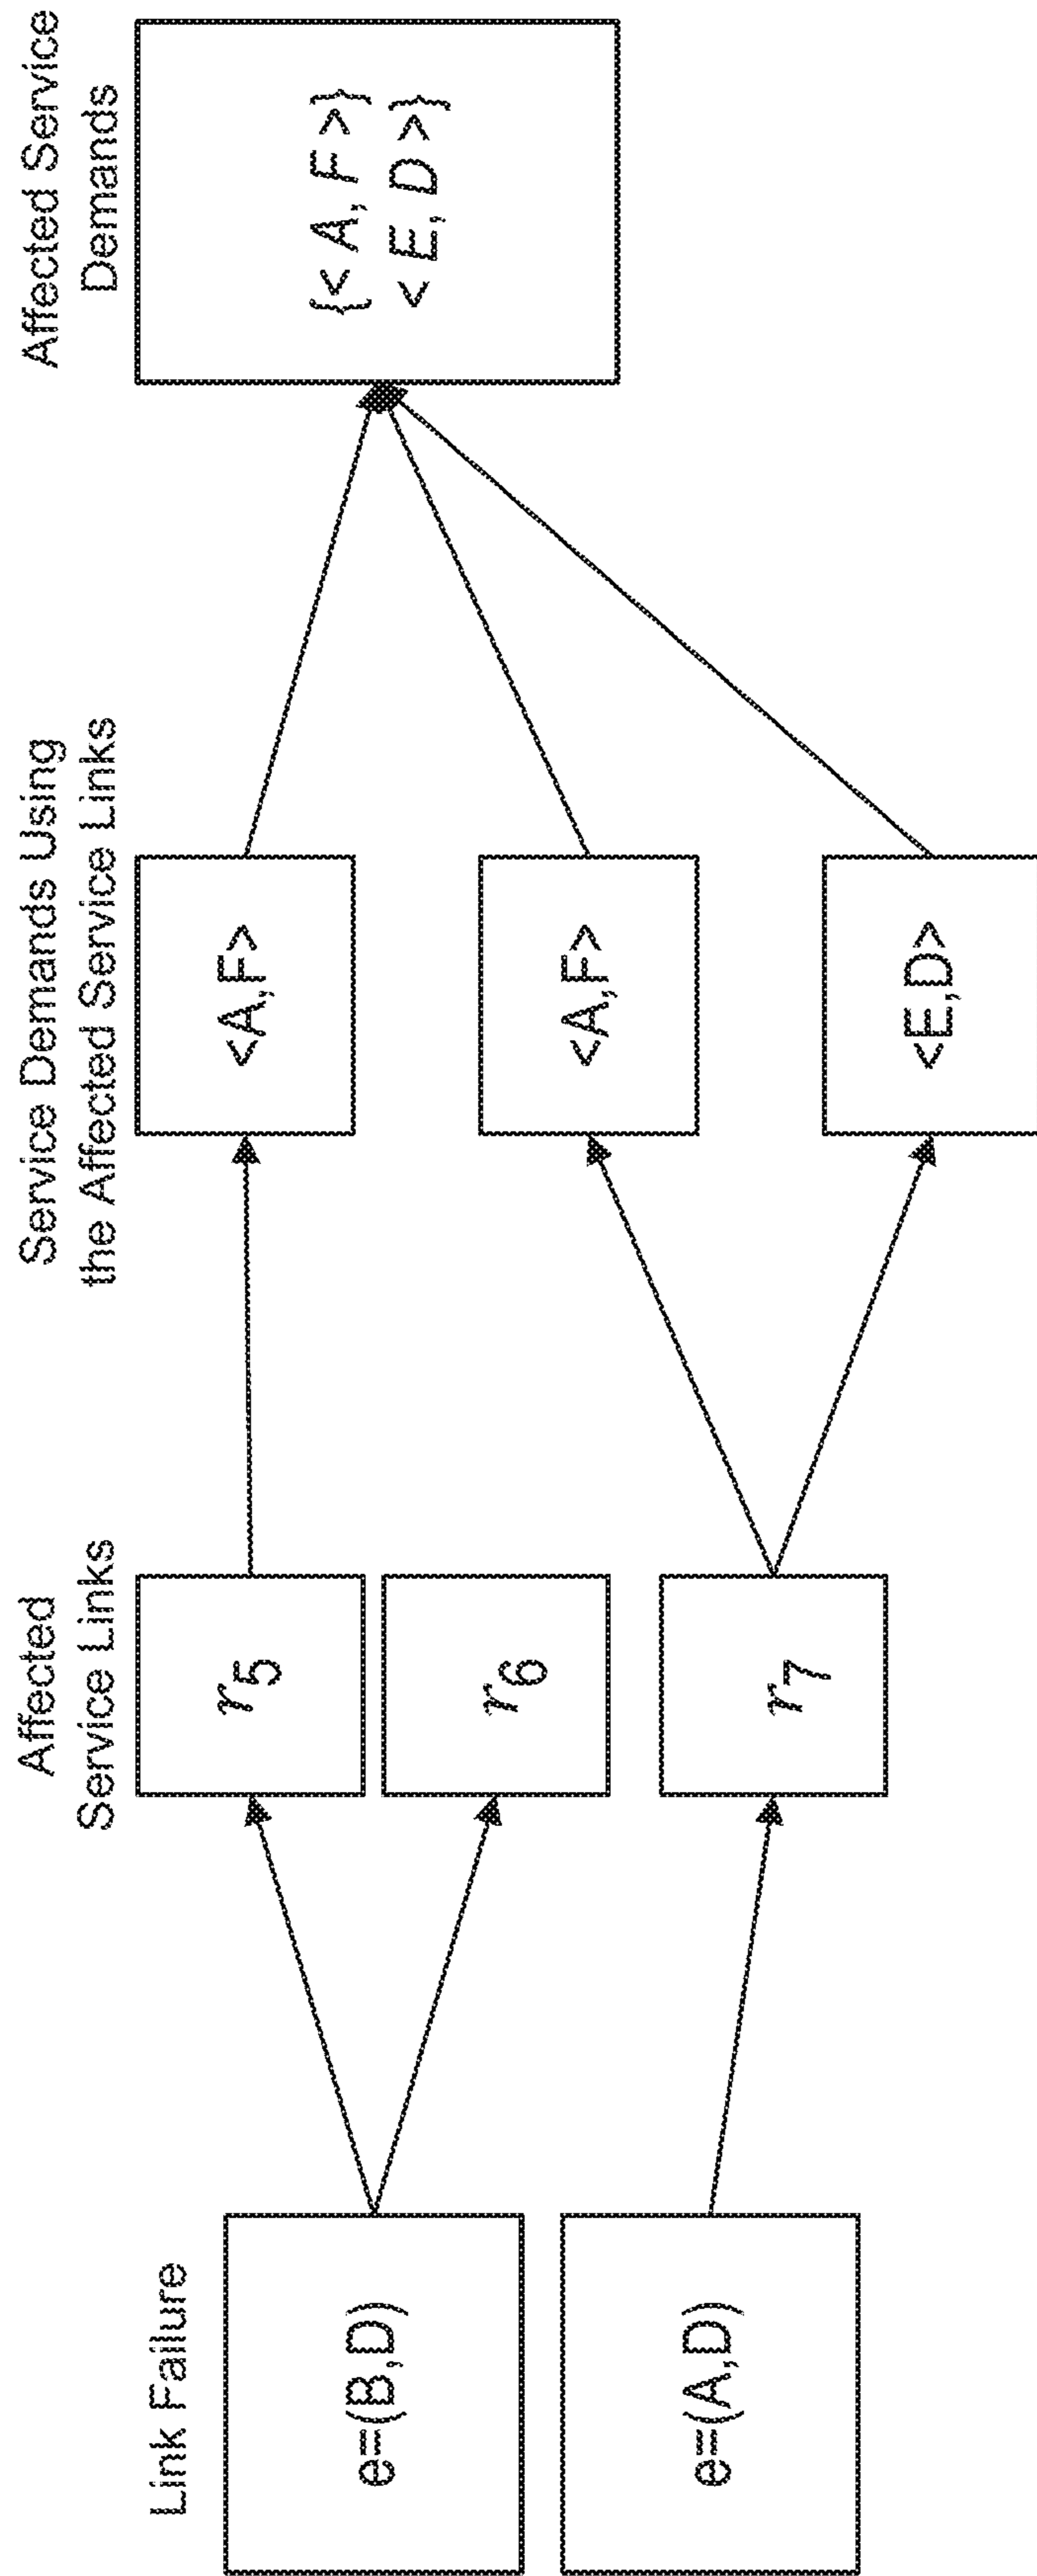 Link Failure
e=(B,D)
e=(A,D)
Affected
Service Links
r5
r6
r7
Service Demands Using
the Affected Service Links
<A,F>
<A,F>
<E,D>
Affected Service
Demands
{<A,F>}
<E,D>}